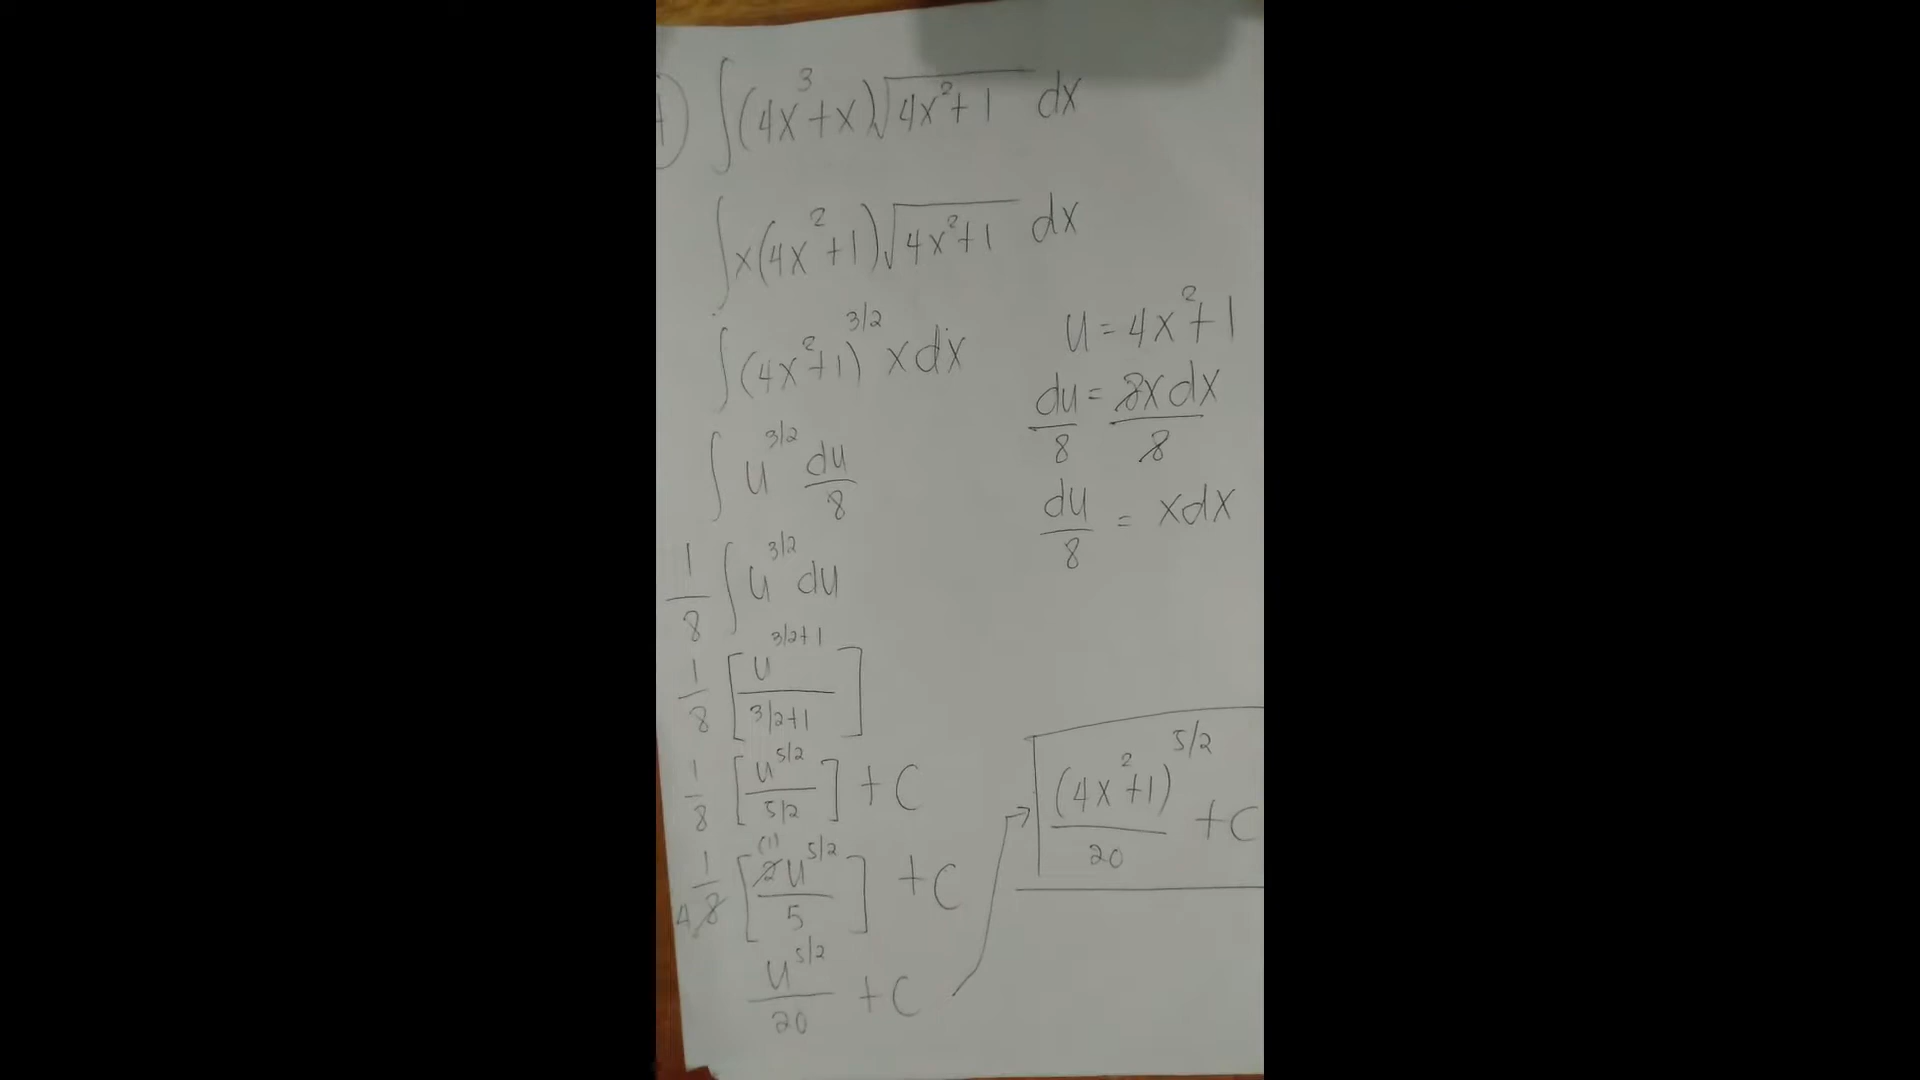 ∫(4x³+x)√(4x²+1) dx
∫x(4x²+1)√(4x²+1) dx
∫(4x²+1)^(3/2) x dx
∫u^(3/2) du/8
1/8 ∫u^(3/2) du
1/8 [u^(3/2+1) / (3/2+1)]
1/8 [u^(5/2) / (5/2)] + C
1/8 [2u^(5/2) / 5] + C
(1)
4
u^(5/2) / 20 + C
u = 4x²+1
du/8 = 8x dx/8
du/8 = x dx
→ (4x²+1)^(5/2) / 20 + C